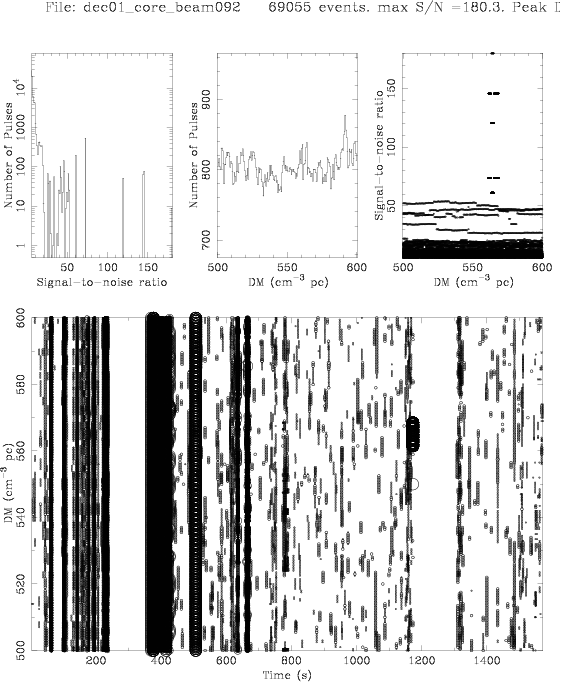 File: dec01_core_beam092 69055 events. max S/N =180.3. Peak D
Number of Pulses
1 10 100 1000 10⁴
50 100 150
Signal-to-noise ratio
Number of Pulses
700 800 900
500 550 600
DM (cm⁻³ pc)
Signal-to-noise ratio
50 100 150
500 550 600
DM (cm⁻³ pc)
DM (cm⁻³ pc)
500 520 540 560 580 600
200 400 600 800 1000 1200 1400
Time (s)